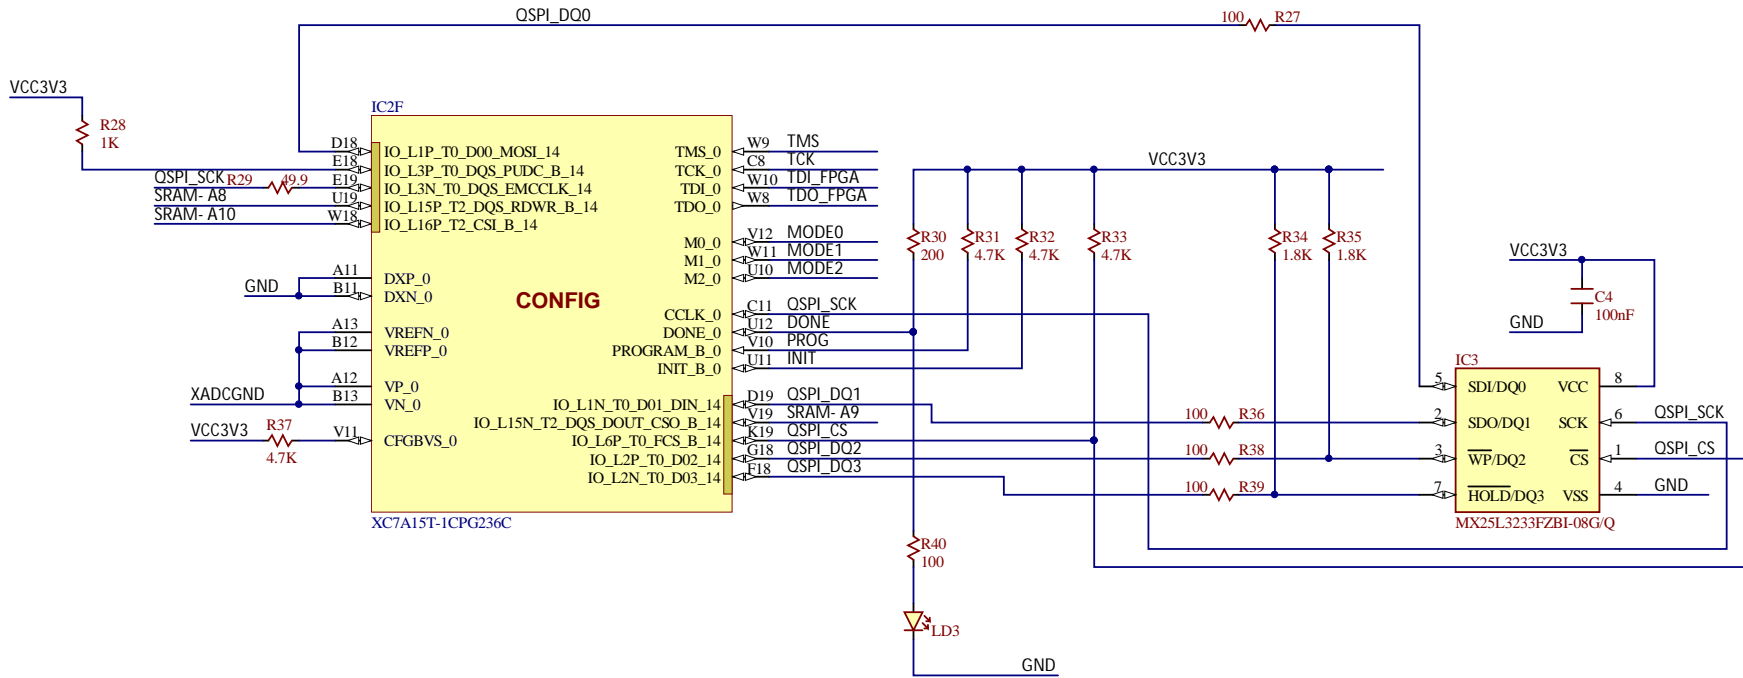 QSPI_DQ0
100 R27
VCC3V3
R28
1K
IC2F
D18 IO_L1P_T0_D00_MOSI_14
E18 IO_L3P_T0_DQS_PUDC_B_14
QSPI_SCK R29 49.9 E19 IO_L3N_T0_DQS_EMCCLK_14
SRAM- A8 U19 IO_L15P_T2_DQS_RDWR_B_14
SRAM- A10 W18 IO_L16P_T2_CSI_B_14
A11 DXP_0
GND B11 DXN_0
A13 VREFN_0
B12 VREFP_0
A12 VP_0
XADCGND B13 VN_0
VCC3V3 R37 4.7K V11 CFGBVS_0
CONFIG
TMS_0 W9 TMS
TCK_0 C8 TCK
TDI_0 W10 TDI_FPGA
TDO_0 W8 TDO_FPGA
M0_0 V12 MODE0
M1_0 W11 MODE1
M2_0 U10 MODE2
CCLK_0 C11 QSPI_SCK
DONE_0 U12 DONE
PROGRAM_B_0 V10 PROG
INIT_B_0 U11 INIT
IO_L1N_T0_D01_DIN_14 D19 QSPI_DQ1
IO_L15N_T2_DQS_DOUT_CSO_B_14 V19 SRAM- A9
IO_L6P_T0_FCS_B_14 K19 QSPI_CS
IO_L2P_T0_D02_14 G18 QSPI_DQ2
IO_L2N_T0_D03_14 F18 QSPI_DQ3
XC7A15T-1CPG236C
VCC3V3
R30 R31 R32 R33 R34 R35
200 4.7K 4.7K 4.7K 1.8K 1.8K
100 R36
100 R38
100 R39
R40
100
LD3
GND
VCC3V3
C4
100nF
GND
IC3
5 SDI/DQ0 VCC 8
2 SDO/DQ1 SCK 6 QSPI_SCK
3 WP/DQ2 CS 1 QSPI_CS
7 HOLD/DQ3 VSS 4 GND
MX25L3233FZBI-08G/Q